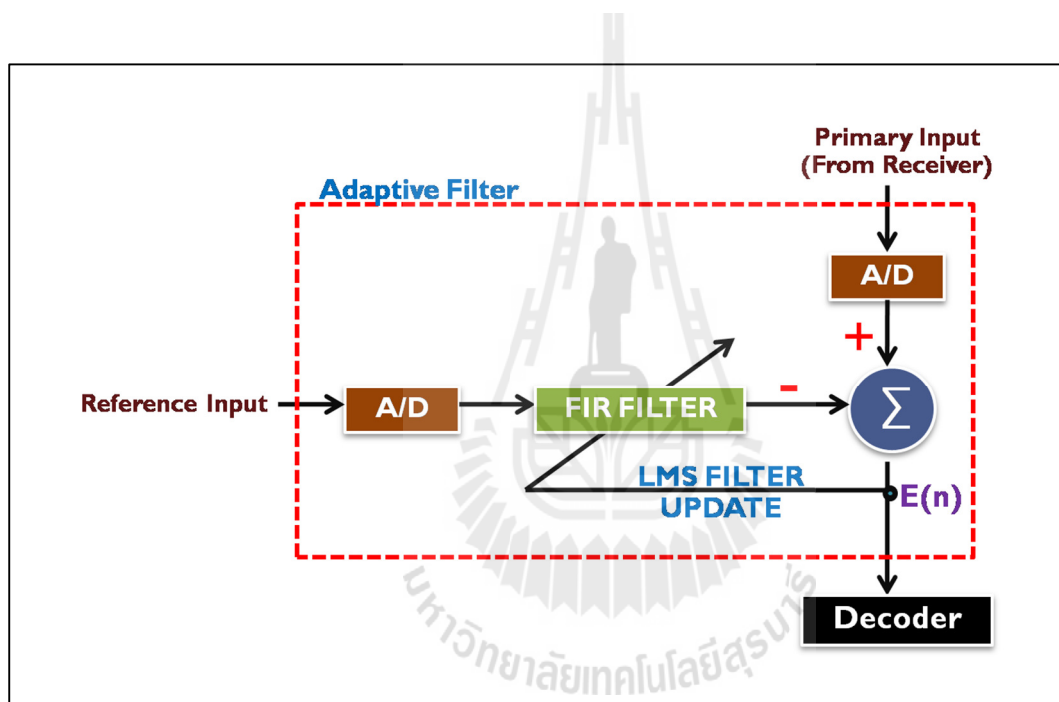 Primary Input
(From Receiver)
Adaptive Filter
A/D
+
Reference Input
A/D
FIR FILTER
-
Σ
LMS FILTER
UPDATE
E(n)
Decoder
มหาวิทยาลัยเทคโนโลยีสุรนารี